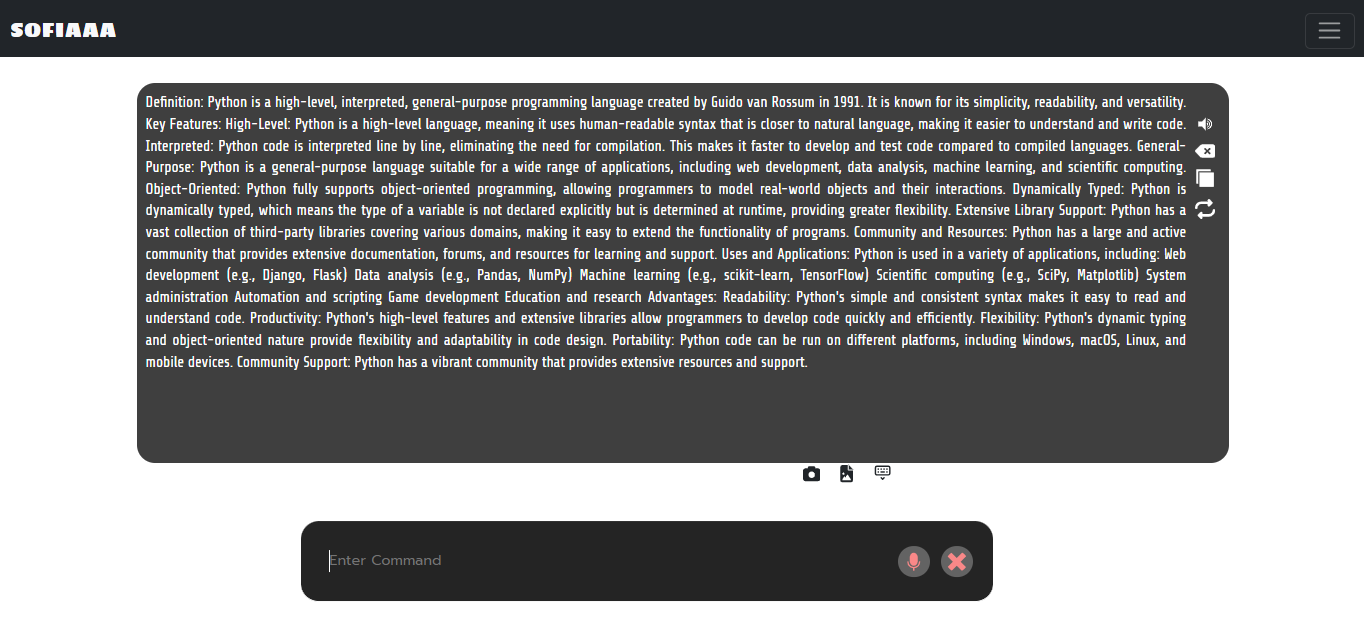 SOFIAAA
Definition: Python is a high-level, interpreted, general-purpose programming language created by Guido van Rossum in 1991. It is known for its simplicity, readability, and versatility.
Key Features: High-Level: Python is a high-level language, meaning it uses human-readable syntax that is closer to natural language, making it easier to understand and write code.
Interpreted: Python code is interpreted line by line, eliminating the need for compilation. This makes it faster to develop and test code compared to compiled languages. General-
Purpose: Python is a general-purpose language suitable for a wide range of applications, including web development, data analysis, machine learning, and scientific computing.
Object-Oriented: Python fully supports object-oriented programming, allowing programmers to model real-world objects and their interactions. Dynamically Typed: Python is
dynamically typed, which means the type of a variable is not declared explicitly but is determined at runtime, providing greater flexibility. Extensive Library Support: Python has a
vast collection of third-party libraries covering various domains, making it easy to extend the functionality of programs. Community and Resources: Python has a large and active
community that provides extensive documentation, forums, and resources for learning and support. Uses and Applications: Python is used in a variety of applications, including: Web
development (e.g., Django, Flask) Data analysis (e.g., Pandas, NumPy) Machine learning (e.g., scikit-learn, TensorFlow) Scientific computing (e.g., SciPy, Matplotlib) System
administration Automation and scripting Game development Education and research Advantages: Readability: Python's simple and consistent syntax makes it easy to read and
understand code. Productivity: Python's high-level features and extensive libraries allow programmers to develop code quickly and efficiently. Flexibility: Python's dynamic typing
and object-oriented nature provide flexibility and adaptability in code design. Portability: Python code can be run on different platforms, including Windows, macOS, Linux, and
mobile devices. Community Support: Python has a vibrant community that provides extensive resources and support.
Enter Command